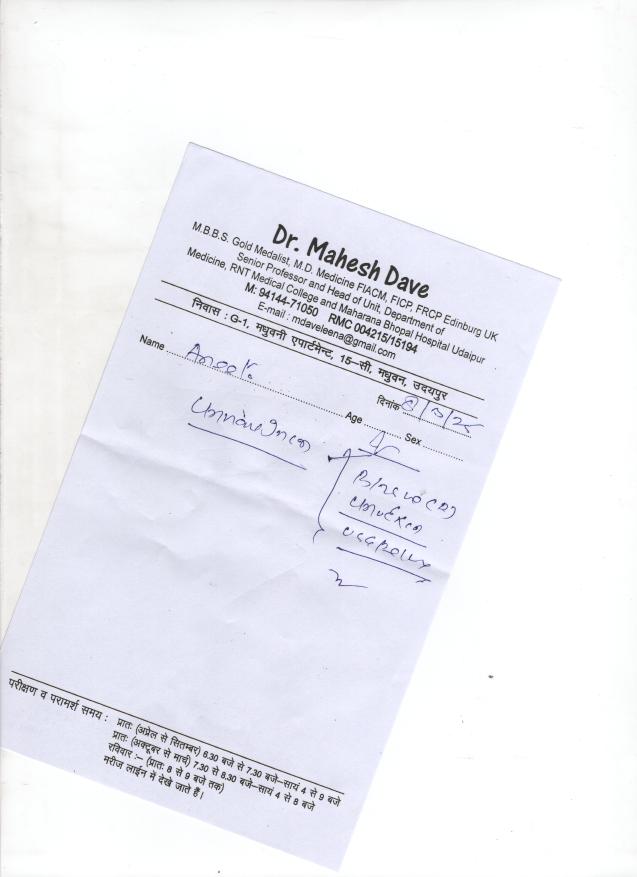 Dr. Mahesh Dave
M.B.B.S. Gold Medalist, M.D. Medicine FIACM, FICP, FRCP Edinburg UK
Senior Professor and Head of Unit, Department of
Medicine, RNT Medical College and Maharana Bhopal Hospital Udaipur
M: 94144-71050 RMC 004215/15194
E-mail : mdaveleena@gmail.com
निवास : G-1, मधुवनी एपार्टमेन्ट, 15-सी, मधुवन, उदयपुर
दिनांक
Name
Age Sex
परीक्षण व परामर्श समय : प्रातः (अप्रेल से सितम्बर) 6.30 बजे से 7.30 बजे–सायं 4 से 9 बजे
प्रातः (अक्टूबर से मार्च) 7.30 से 8.30 बजे–सायं 4 से 8 बजे
रविवार :– (प्रातः 8 से 9 बजे तक)
मरीज लाईन में देखे जाते हैं।